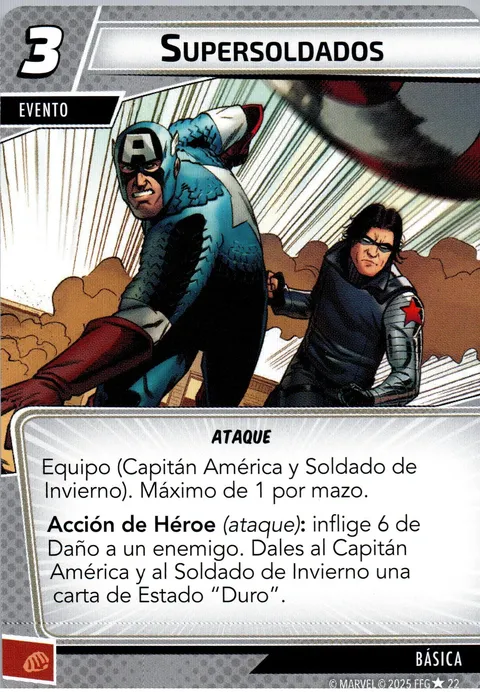 3
SUPERSOLDADOS
EVENTO
A
ATAQUE
Equipo (Capitán América y Soldado de
Invierno). Máximo de 1 por mazo.
Acción de Héroe (ataque): inflige 6 de
Daño a un enemigo. Dales al Capitán
América y al Soldado de Invierno una
carta de Estado “Duro”.
BÁSICA
© MARVEL © 2025 FFG ★ 22